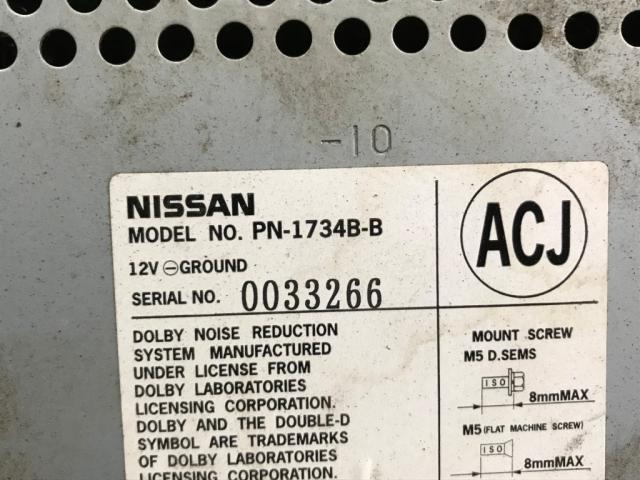 -10
NISSAN
MODEL NO. PN-1734B-B
12V ⊖GROUND
SERIAL NO. 0033266
DOLBY NOISE REDUCTION
SYSTEM MANUFACTURED
UNDER LICENSE FROM
DOLBY LABORATORIES
LICENSING CORPORATION.
DOLBY AND THE DOUBLE-D
SYMBOL ARE TRADEMARKS
OF DOLBY LABORATORIES
LICENSING CORPORATION.
ACJ
MOUNT SCREW
M5 D.SEMS
ISO
8mmMAX
M5 (FLAT MACHINE SCREW)
ISO
8mmMAX